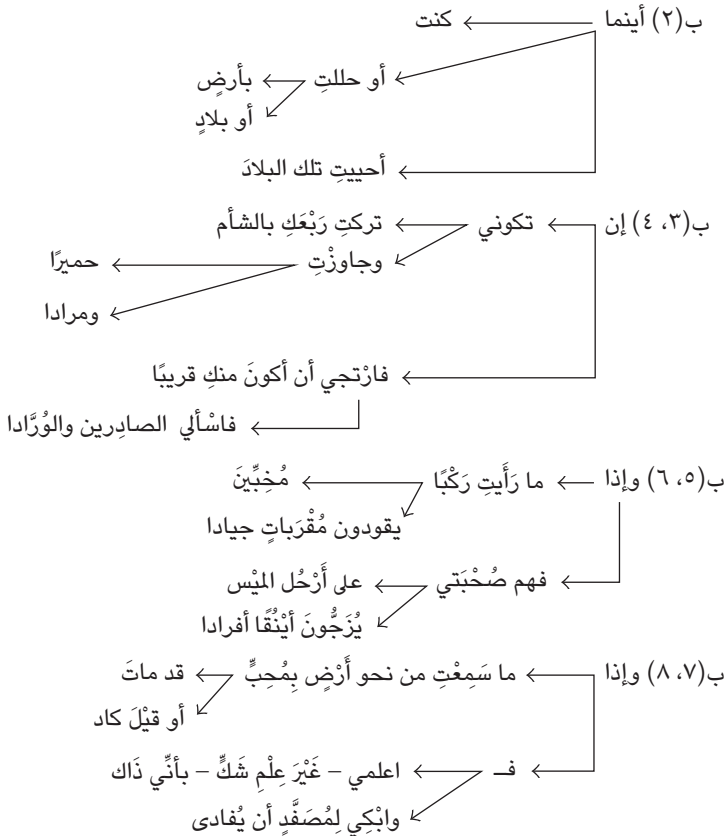 ب(٢) أينما ← كنت
أو حللتِ ← بأرضٍ
أو بلادٍ
أحييتِ تلك البلادَ
ب(٣، ٤) إن ← تكوني ← تركتِ رَبْعَكِ بالشأم
وجاوزْتِ ← حميرًا
ومرادا
فارْتجي أن أكونَ منكِ قريبًا
فاسْألي الصادِرين والوُرَّادا
ب(٥، ٦) وإذا ← ما رَأَيتِ رَكْبًا ← مُخِبِّينَ
يقودون مُقْرَباتٍ جيادا
فهم صُحْبَتي ← على أَرْحُل الميْس
يُزَجُّونَ أيْنُقًا أفرادا
ب(٧، ٨) وإذا ← ما سَمِعْتِ من نحو أَرْضٍ بِمُحِبٍّ ← قد ماتَ
أو قيْلَ كاد
فــ ← اعلمي – غَيْرَ عِلْمِ شَكٍّ – بأنِّي ذَاك
وابْكِي لِمُصَفَّدٍ أن يُفادى